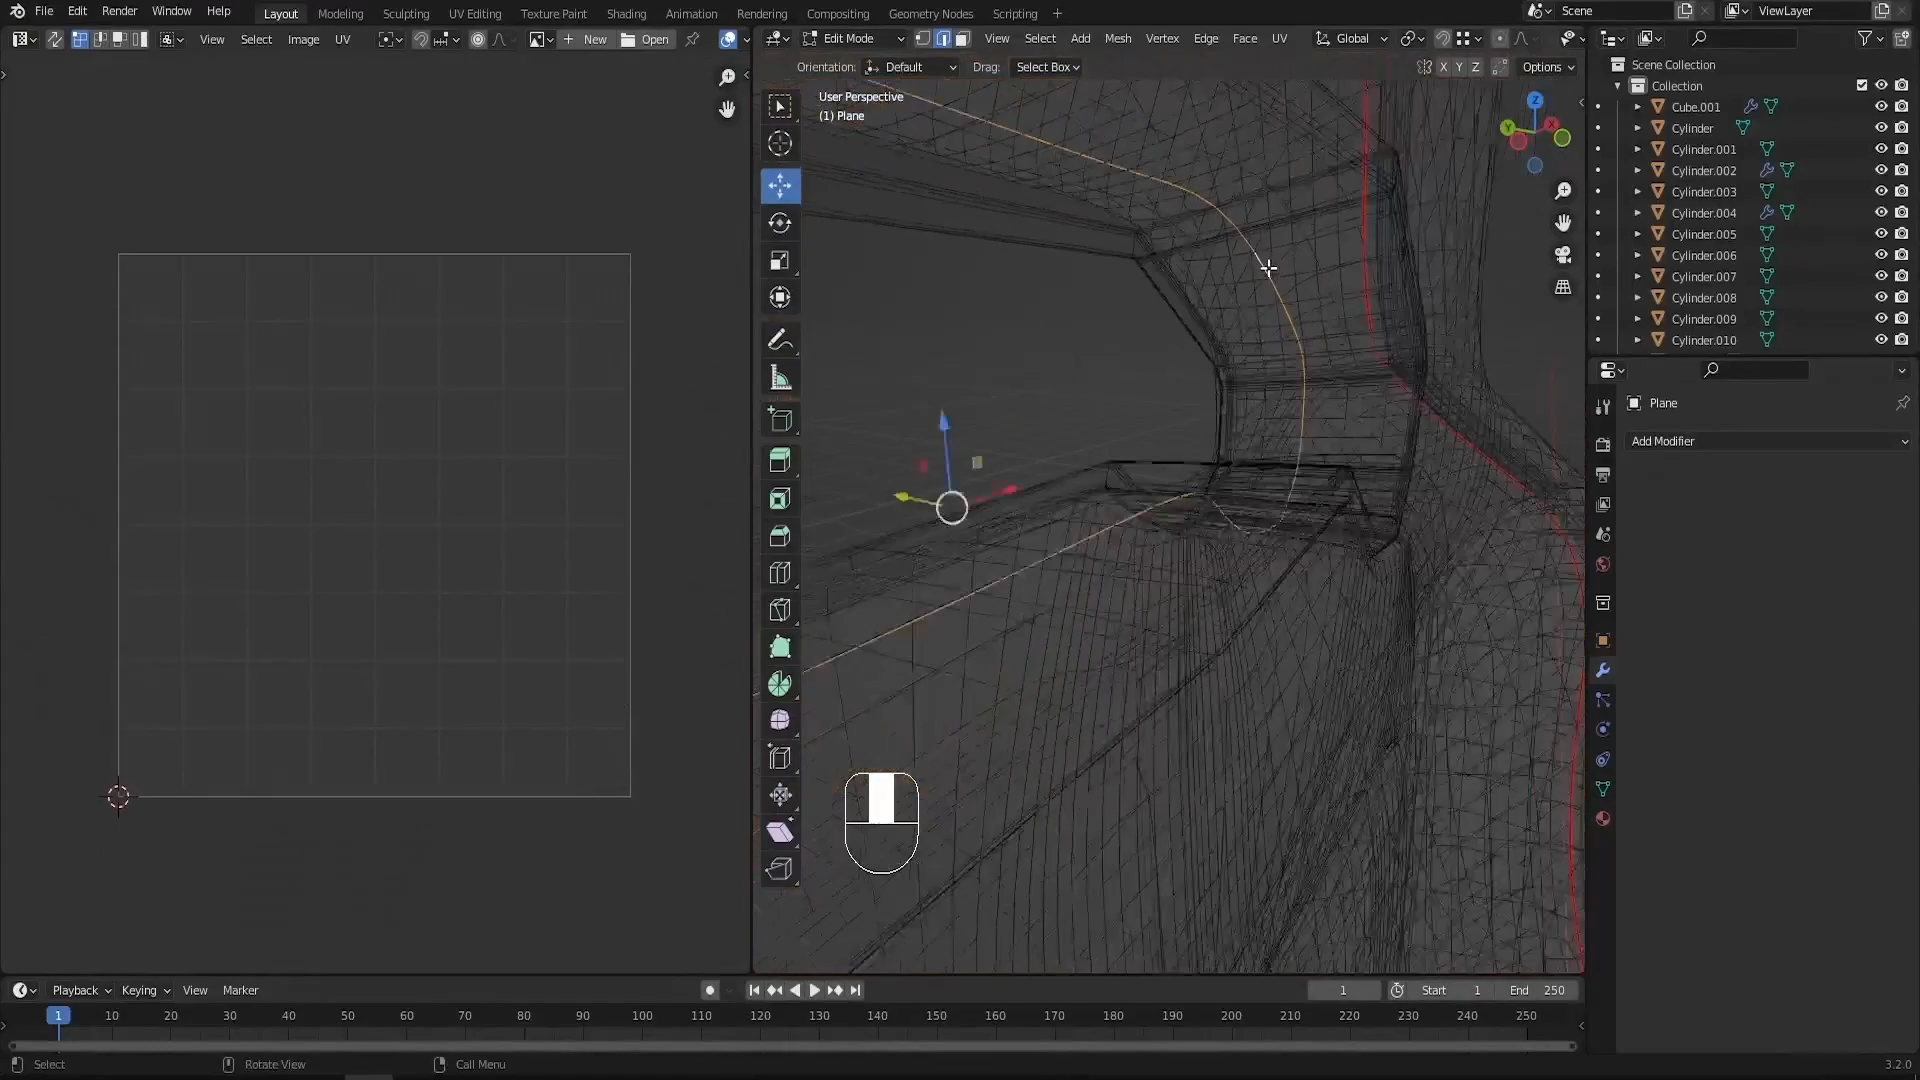 File Edit Render Window Help Layout Modeling Sculpting UV Editing Texture Paint Shading Animation Rendering Compositing Geometry Nodes Scripting + Scene ViewLayer
View Select Image UV New Open Edit Mode View Select Add Mesh Vertex Edge Face UV Global
Orientation: Default Drag: Select Box X Y Z Options
Scene Collection
Collection
User Perspective
(1) Plane
Z
Y
X
Cube.001
Cylinder
Cylinder.001
Cylinder.002
Cylinder.003
Cylinder.004
Cylinder.005
Cylinder.006
Cylinder.007
Cylinder.008
Cylinder.009
Cylinder.010
Plane
Add Modifier
Playback Keying View Marker 1 Start 1 End 250
1 10 20 30 40 50 60 70 80 90 100 110 120 130 140 150 160 170 180 190 200 210 220 230 240 250
Select Rotate View Call Menu 3.2.0